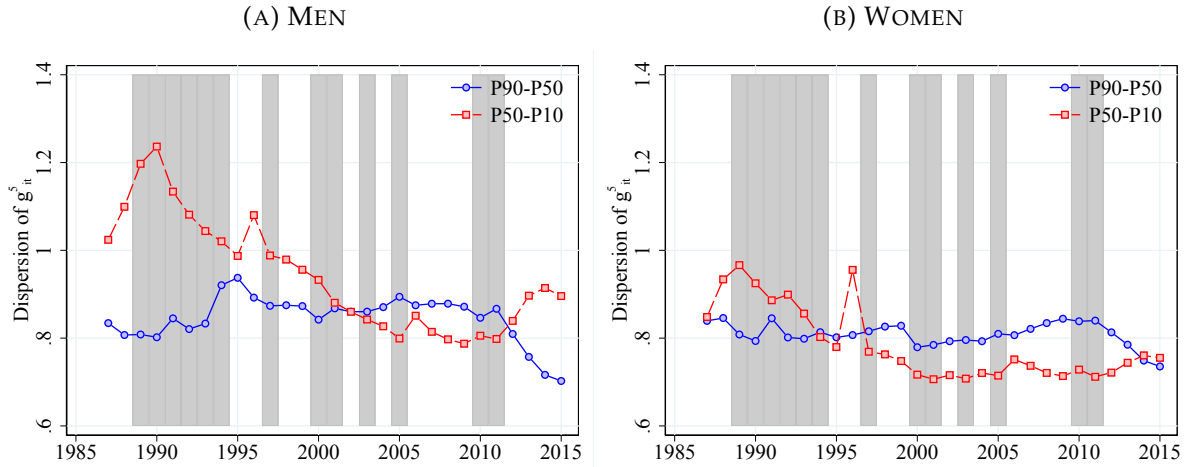 (A) MEN
Dispersion of g⁵ᵢₜ
1.4
1.2
1
.8
.6
P90-P50
P50-P10
1985 1990 1995 2000 2005 2010 2015
(B) WOMEN
Dispersion of g⁵ᵢₜ
1.4
1.2
1
.8
.6
P90-P50
P50-P10
1985 1990 1995 2000 2005 2010 2015